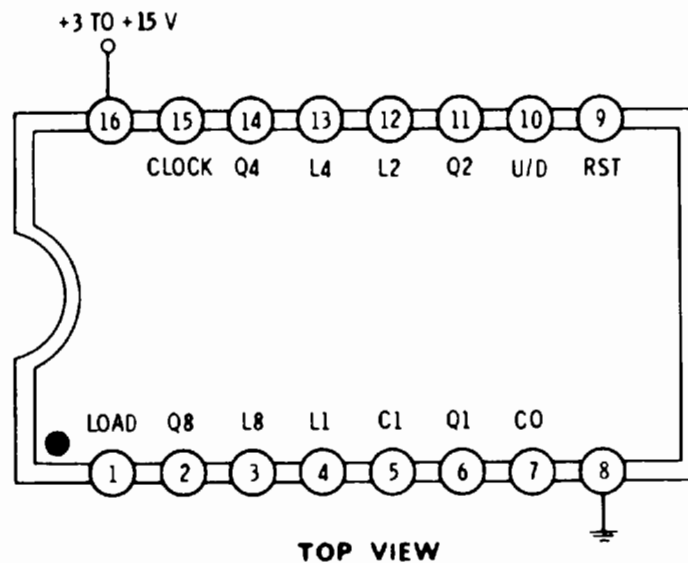 +3 TO +15 V
16 15 14 13 12 11 10 9
CLOCK Q4 L4 L2 Q2 U/D RST
LOAD Q8 L8 L1 C1 Q1 CO
1 2 3 4 5 6 7 8
TOP VIEW